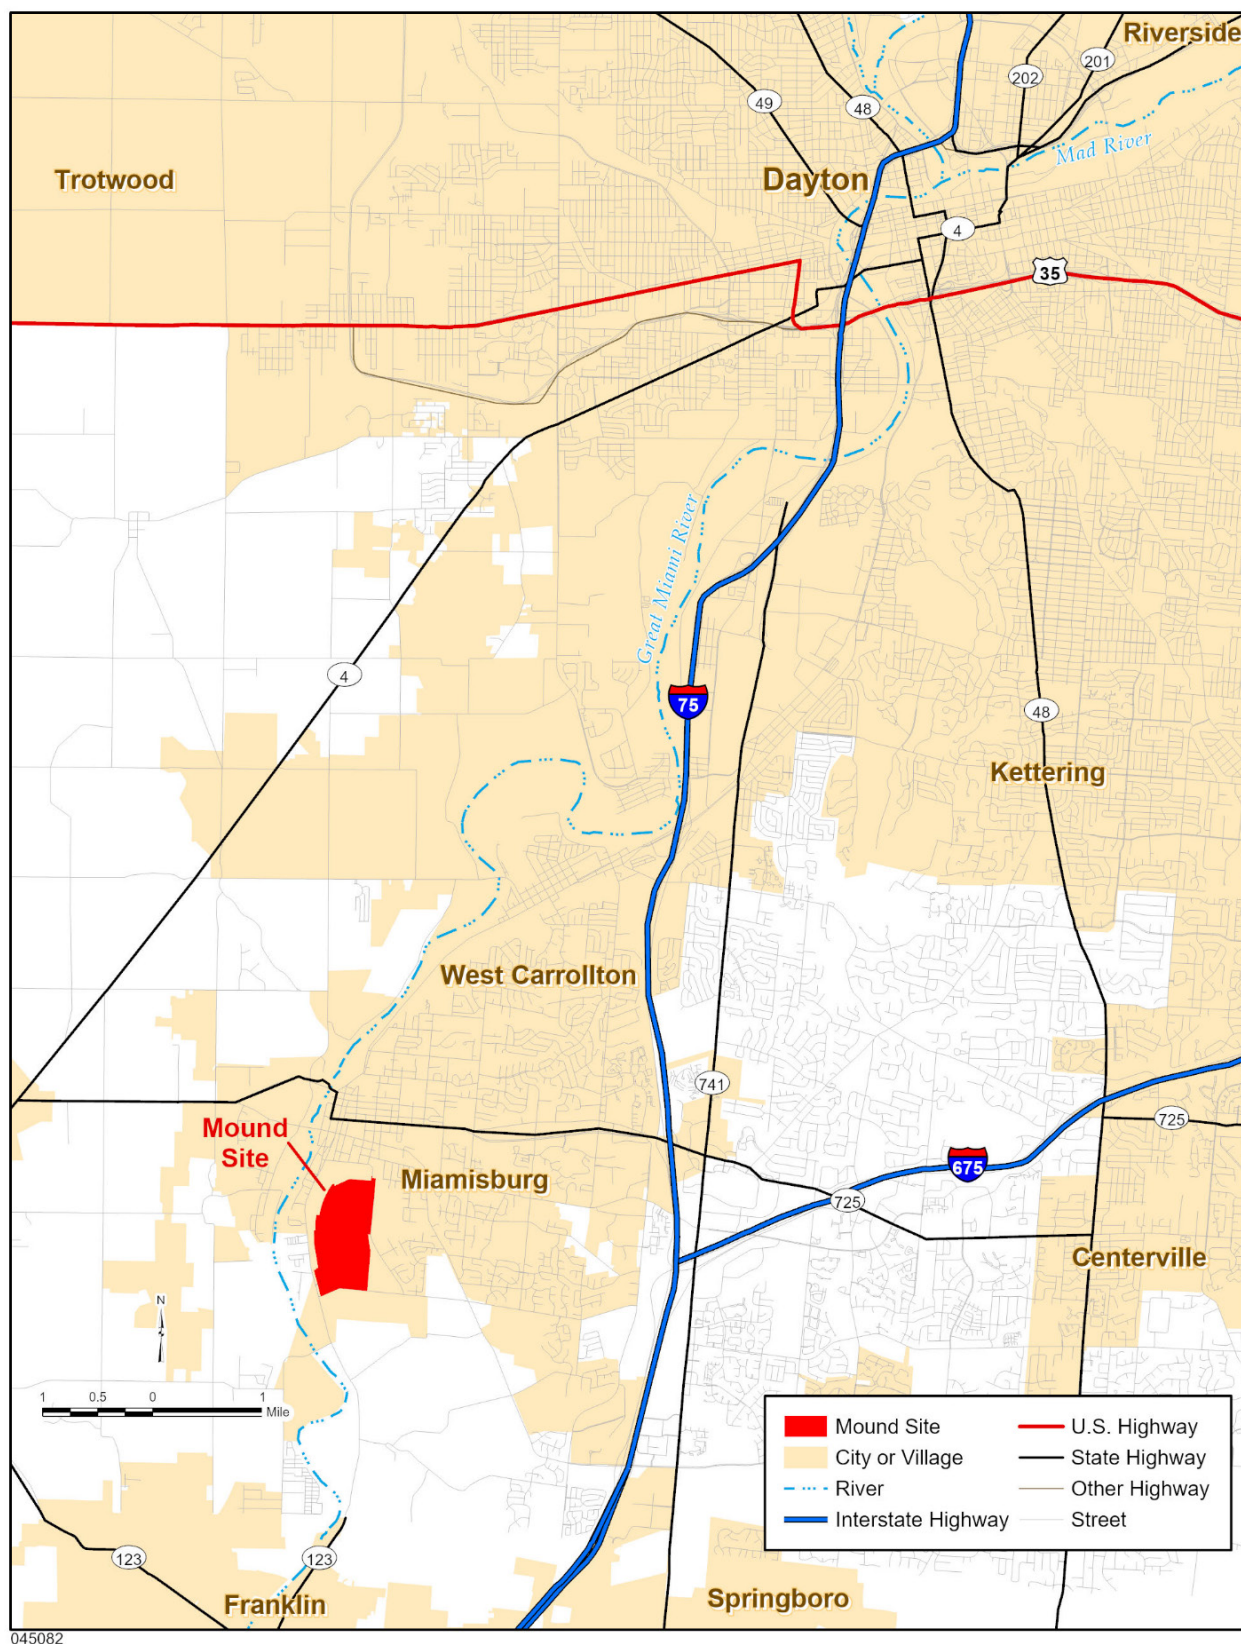 Riverside
201
202
49
48
Mad River
Trotwood
Dayton
4
35
Great Miami River
4
75
48
Kettering
West Carrollton
741
725
Mound
Site
Miamisburg
675
725
Centerville
N
1 0.5 0 1
Mile
Mound Site
City or Village
River
Interstate Highway
U.S. Highway
State Highway
Other Highway
Street
123
123
Franklin
Springboro
045082